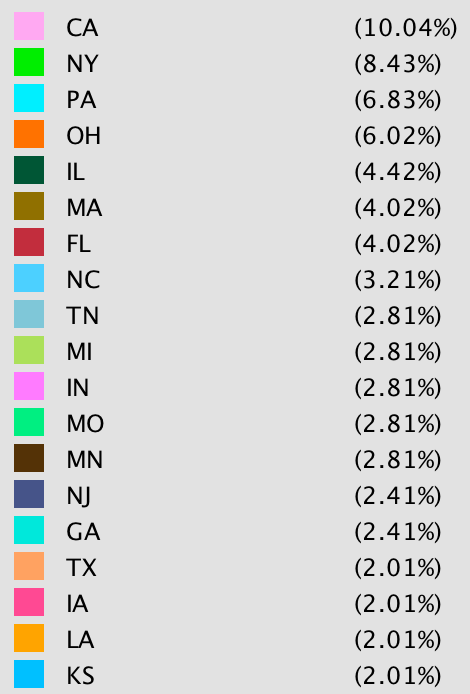 CA (10.04%)
NY (8.43%)
PA (6.83%)
OH (6.02%)
IL (4.42%)
MA (4.02%)
FL (4.02%)
NC (3.21%)
TN (2.81%)
MI (2.81%)
IN (2.81%)
MO (2.81%)
MN (2.81%)
NJ (2.41%)
GA (2.41%)
TX (2.01%)
IA (2.01%)
LA (2.01%)
KS (2.01%)